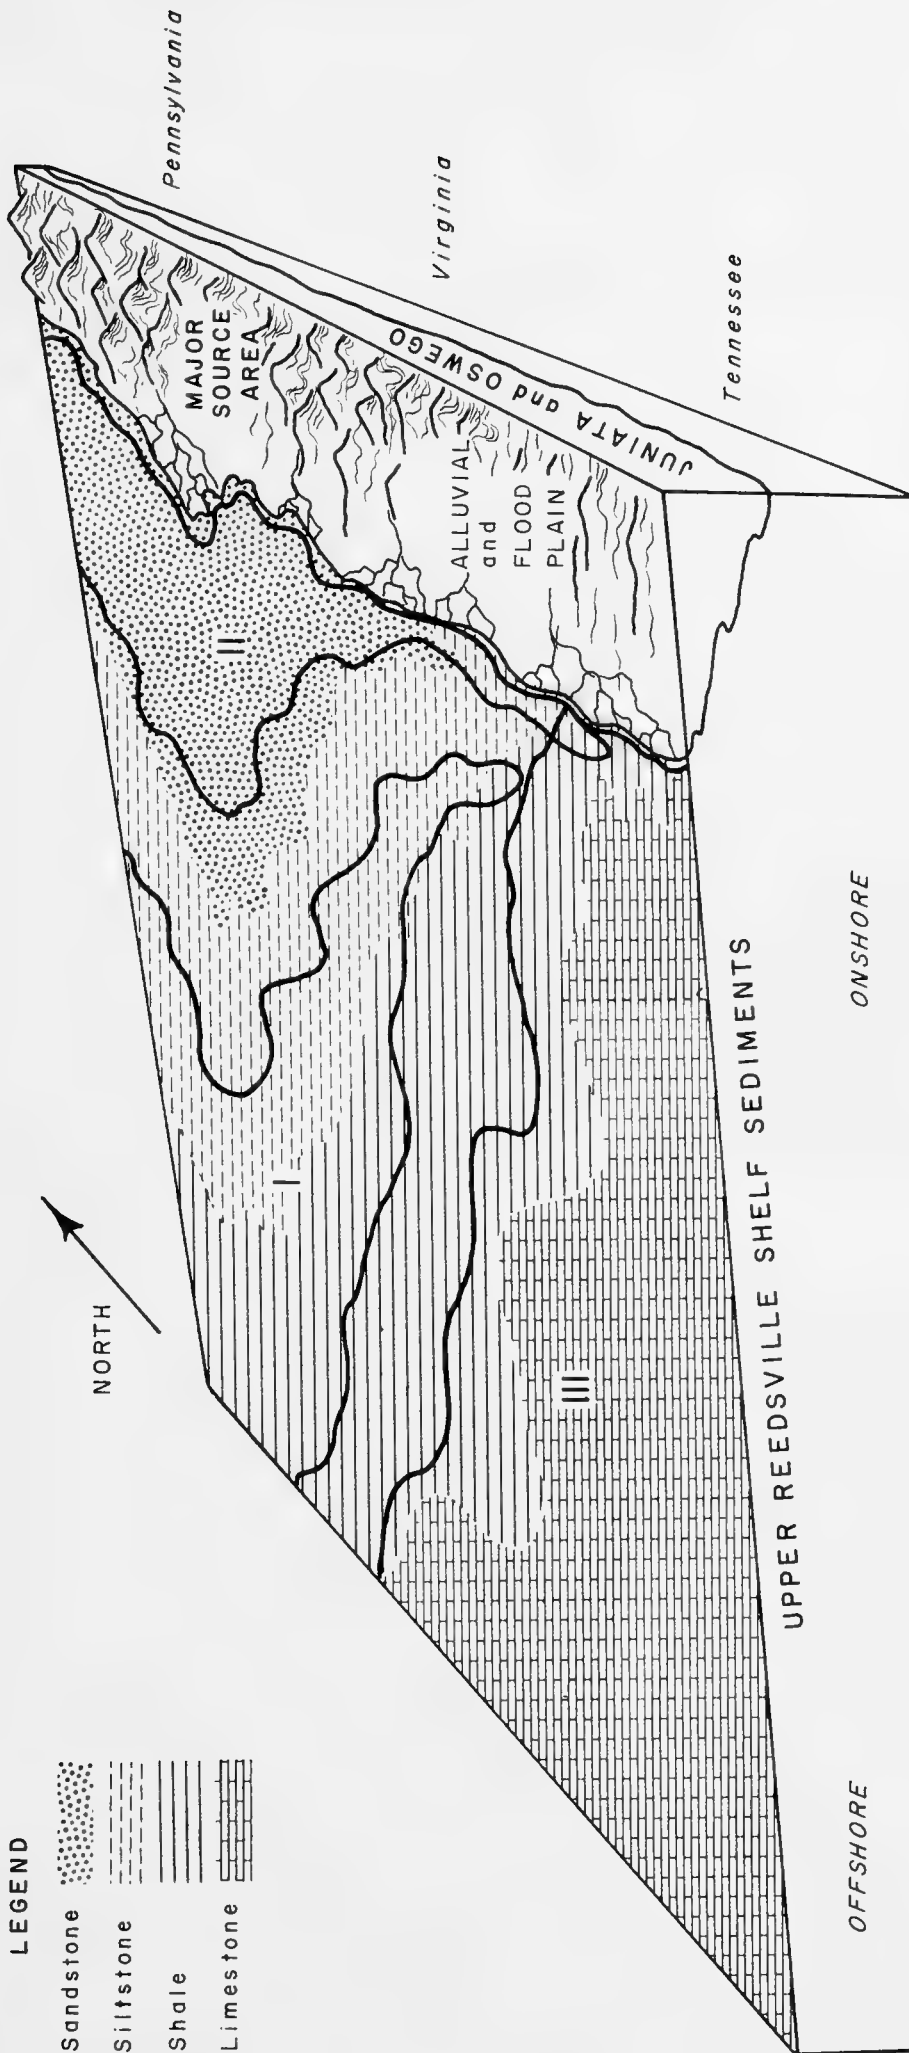 LEGEND
Sandstone
Siltstone
Shale
Limestone
NORTH
Pennsylvania
Virginia
Tennessee
MAJOR
SOURCE
AREA
ALLUVIAL
and
FLOOD
PLAIN
JUNIATA and OSWEGO
I
II
III
UPPER REEDSVILLE SHELF SEDIMENTS
OFFSHORE
ONSHORE